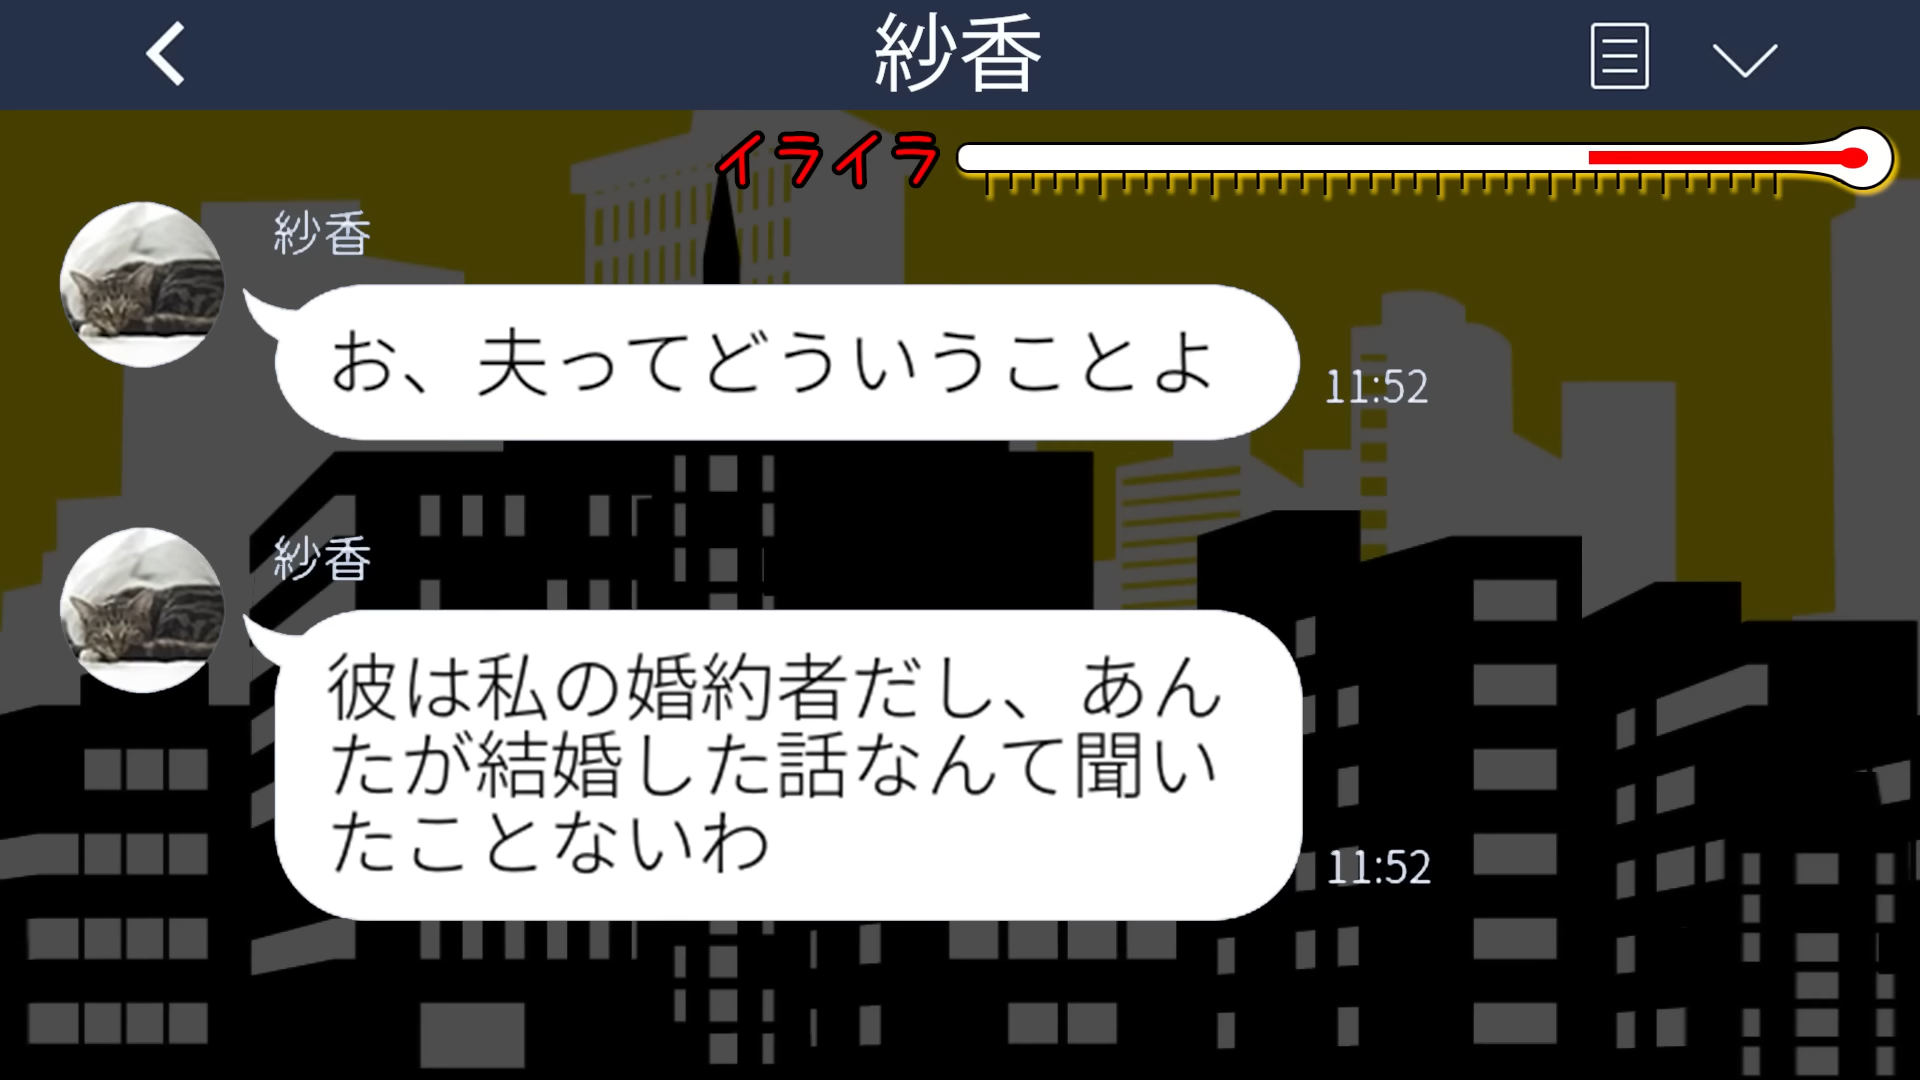 紗香
イライラ
紗香
お、夫ってどういうことよ
11:52
紗香
彼は私の婚約者だし、あん
たが結婚した話なんて聞い
たことないわ
11:52